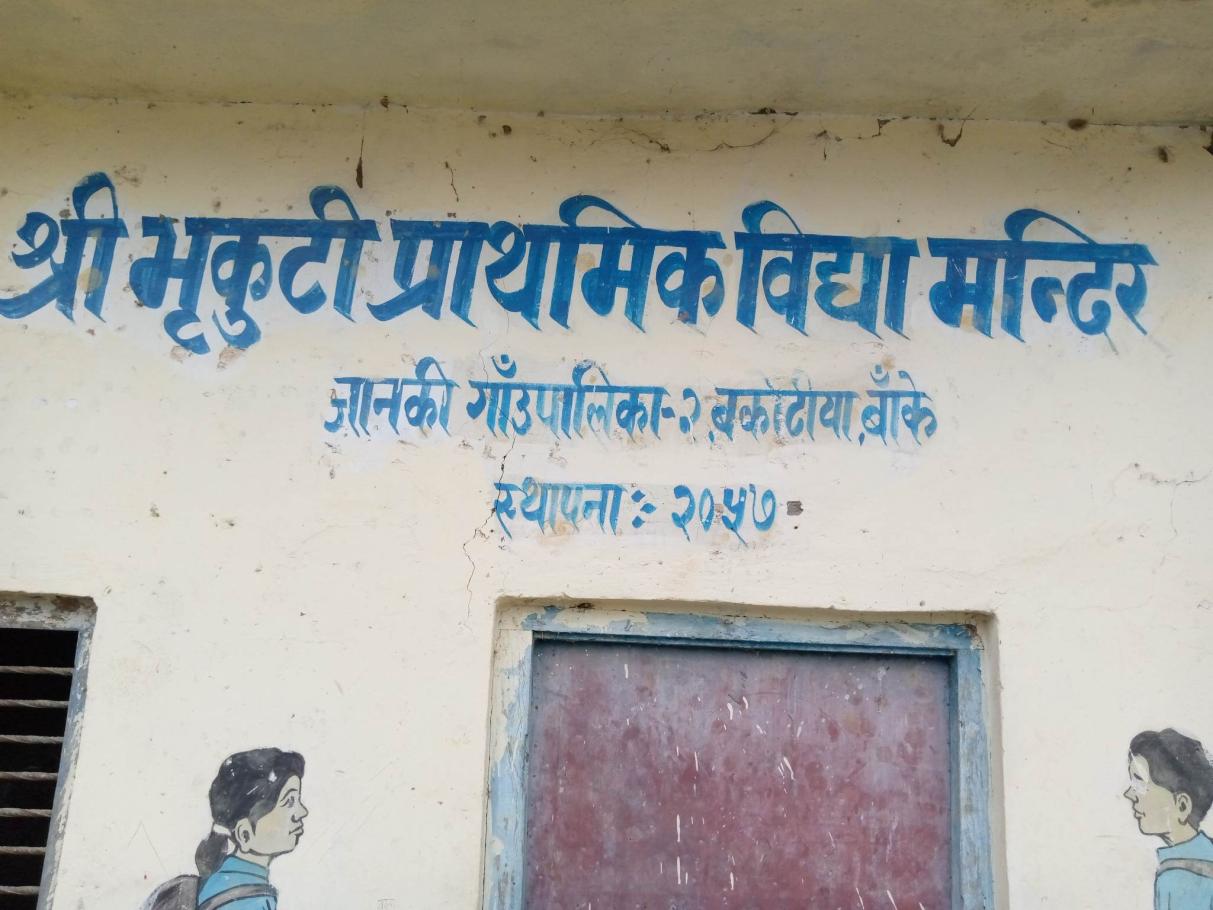 श्री भृकुटी प्राथमिक विद्या मन्दिर
जानकी गाँउपालिका-२,बकोटीया,बाँके
स्थापना :- २०५७